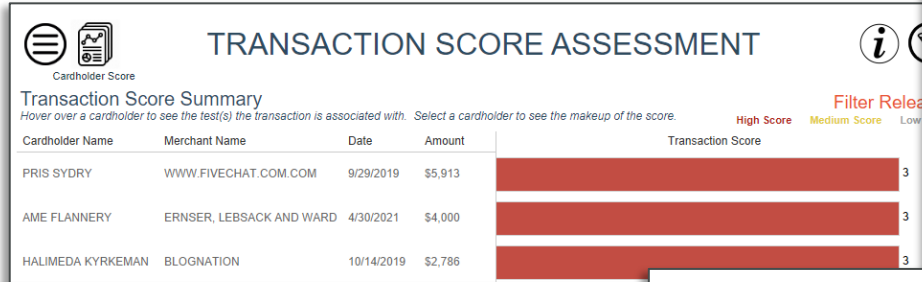 TRANSACTION SCORE ASSESSMENT
i
Cardholder Score
Transaction Score Summary
Filter
Hover over a cardholder to see the test(s) the transaction is associated with. Select a cardholder to see the makeup of the score.
High Score Medium Score Low
Cardholder Name Merchant Name Date Amount Transaction Score
PRIS SYDRY WWW.FIVECHAT.COM.COM 9/29/2019 $5,913 3
AME FLANNERY ERNSER, LEBSACK AND WARD 4/30/2021 $4,000 3
HALIMEDA KYRKEMAN BLOGNATION 10/14/2019 $2,786 3